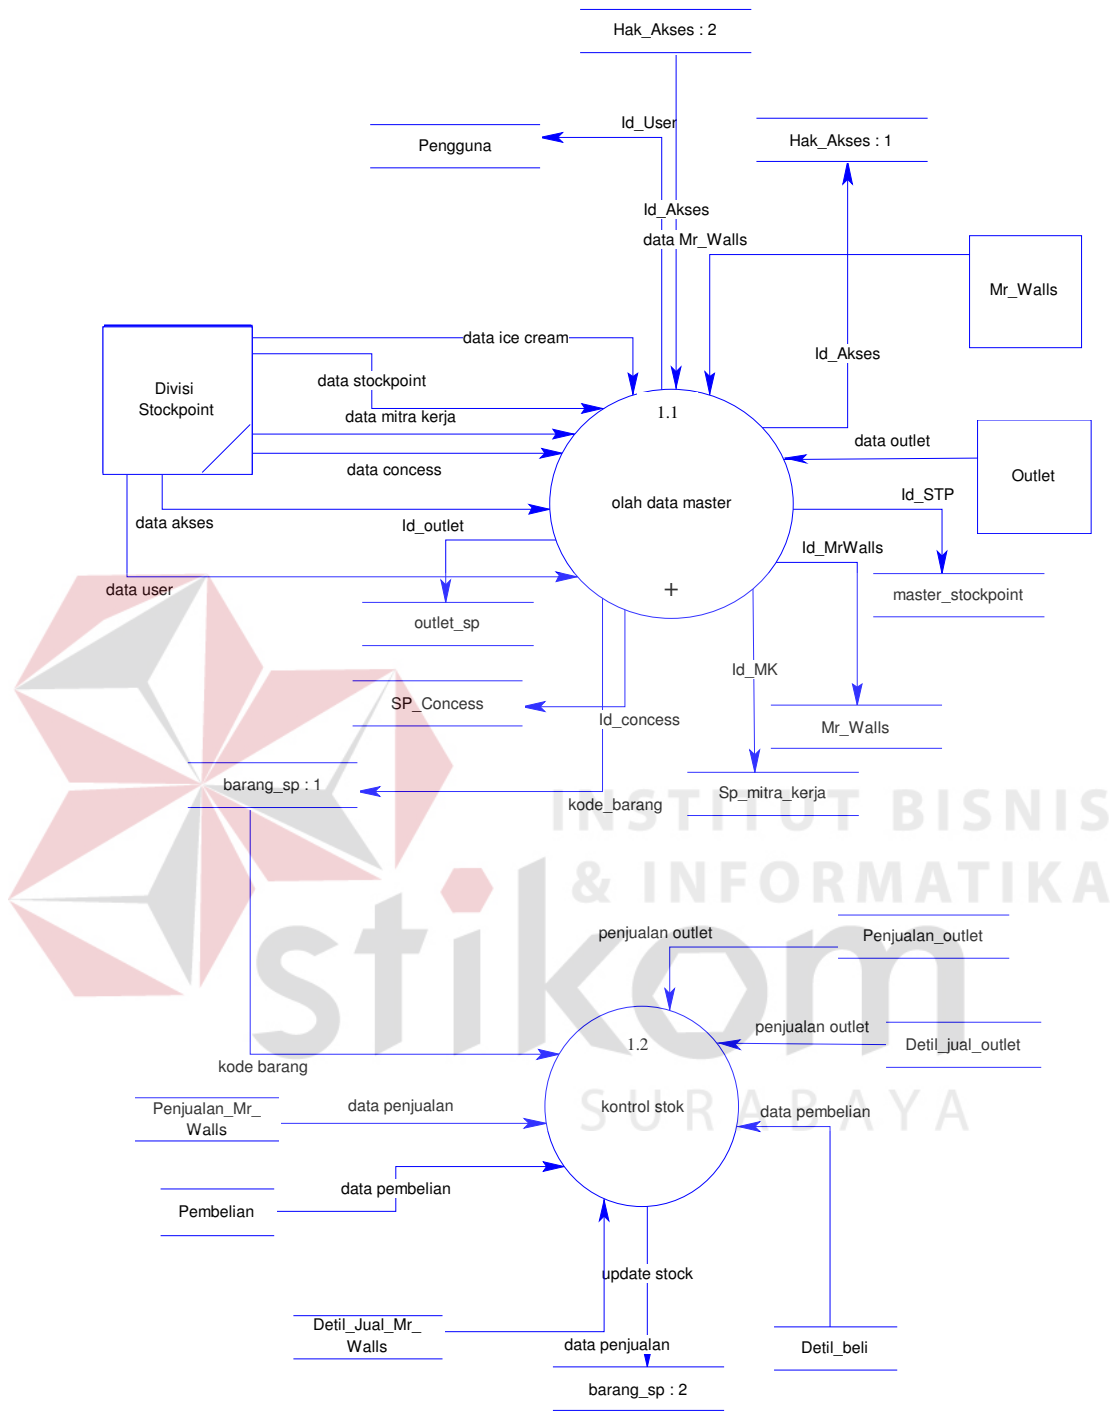 Hak_Akses : 2
Id_User
Pengguna
Hak_Akses : 1
Id_Akses
data Mr_Walls
Mr_Walls
data ice cream
Id_Akses
Divisi
Stockpoint
data stockpoint
data mitra kerja
1.1
data outlet
data concess
Outlet
olah data master
Id_STP
data akses
Id_outlet
Id_MrWalls
data user
+
master_stockpoint
outlet_sp
Id_MK
SP_Concess
Id_concess
Mr_Walls
barang_sp : 1
Sp_mitra_kerja
kode_barang
INSTITUT BISNIS
& INFORMATIKA
stikom
SURABAYA
penjualan outlet
Penjualan_outlet
penjualan outlet
1.2
Detil_jual_outlet
kode barang
Penjualan_Mr_
Walls
data penjualan
kontrol stok
data pembelian
data pembelian
Pembelian
update stock
Detil_Jual_Mr_
Walls
data penjualan
Detil_beli
barang_sp : 2